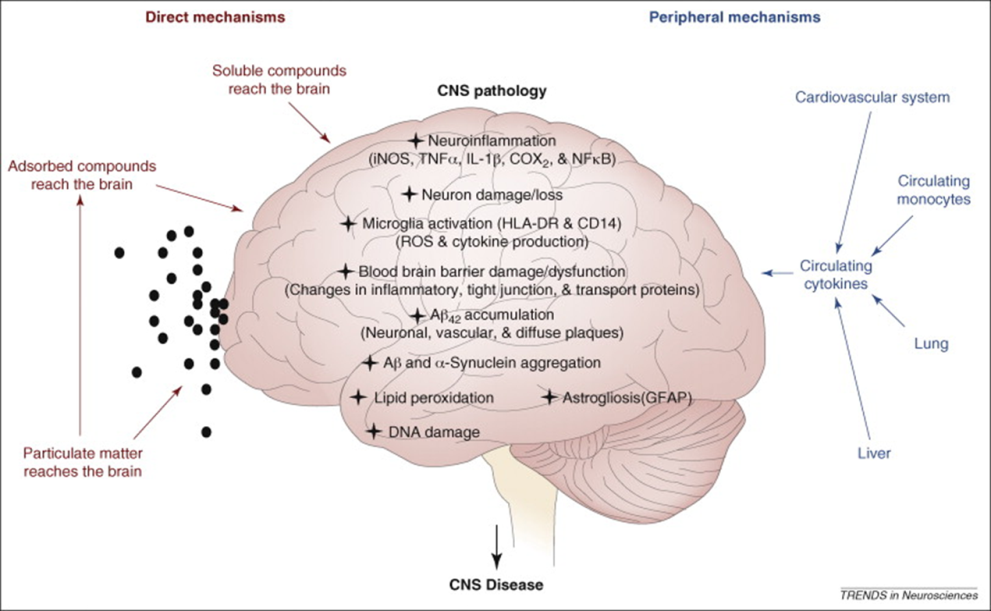 Direct mechanisms
Peripheral mechanisms
Soluble compounds
reach the brain
Adsorbed compounds
reach the brain
Particulate matter
reaches the brain
CNS pathology
Neuroinflammation
(iNOS, TNFα, IL-1β, COX₂, & NFκB)
Neuron damage/loss
Microglia activation (HLA-DR & CD14)
(ROS & cytokine production)
Blood brain barrier damage/dysfunction
(Changes in inflammatory, tight junction, & transport proteins)
Aβ₄₂ accumulation
(Neuronal, vascular, & diffuse plaques)
Aβ and α-Synuclein aggregation
Lipid peroxidation
Astrogliosis(GFAP)
DNA damage
CNS Disease
Cardiovascular system
Circulating
monocytes
Circulating
cytokines
Lung
Liver
TRENDS in Neurosciences